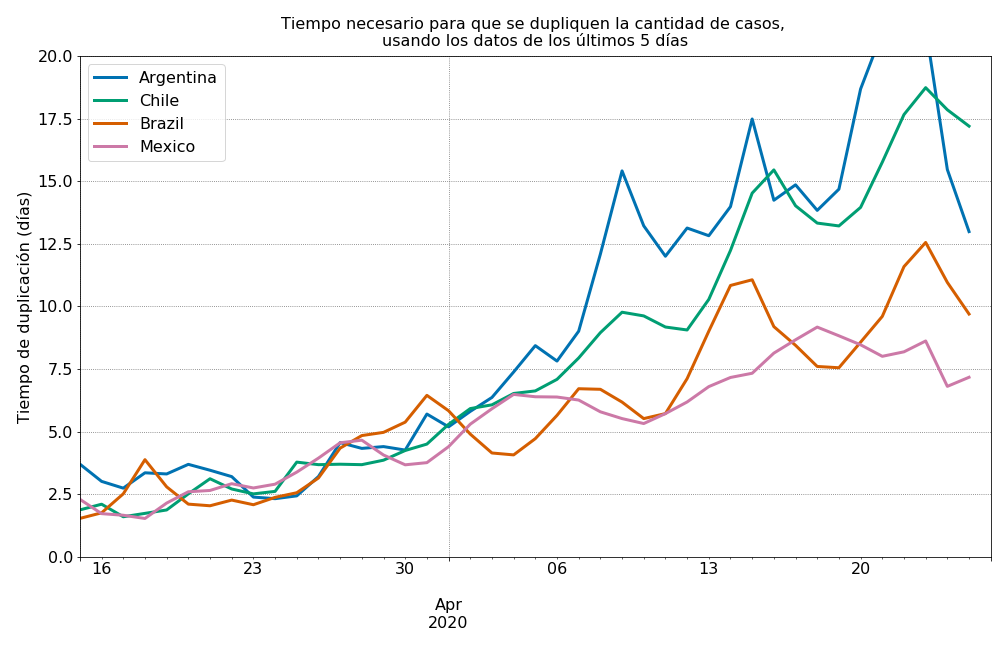 Tiempo necesario para que se dupliquen la cantidad de casos,
usando los datos de los últimos 5 días
Argentina
Chile
Brazil
Mexico
Tiempo de duplicación (días)
20.0
17.5
15.0
12.5
10.0
7.5
5.0
2.5
0.0
16 23 30 06 13 20
Apr
2020